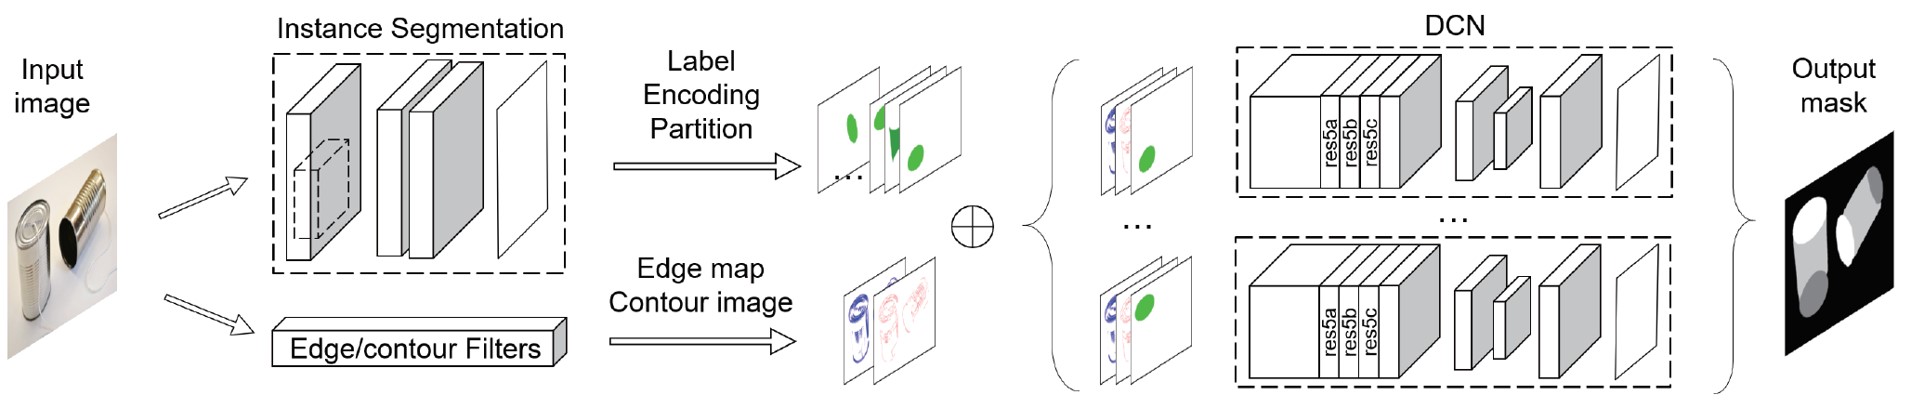 Input
image
Instance Segmentation
Edge/contour Filters
Label
Encoding
Partition
...
Edge map
Contour image
...
DCN
res5a
res5b
res5c
...
res5a
res5b
res5c
Output
mask